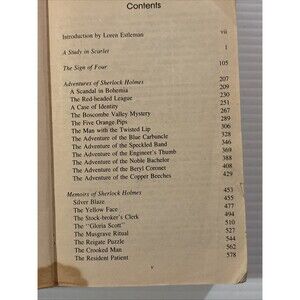 Contents
Introduction by Loren Estleman vii
A Study in Scarlet 1
The Sign of Four 105
Adventures of Sherlock Holmes 207
A Scandal in Bohemia 209
The Red-headed League 230
A Case of Identity 251
The Boscombe Valley Mystery 267
The Five Orange Pips 289
The Man with the Twisted Lip 306
The Adventure of the Blue Carbuncle 328
The Adventure of the Speckled Band 346
The Adventure of the Engineer's Thumb 369
The Adventure of the Noble Bachelor 388
The Adventure of the Beryl Coronet 408
The Adventure of the Copper Beeches 429
Memoirs of Sherlock Holmes 453
Silver Blaze 455
The Yellow Face 477
The Stock-broker's Clerk 494
The "Gloria Scott" 510
The Musgrave Ritual 527
The Reigate Puzzle 544
The Crooked Man 562
The Resident Patient 578
v